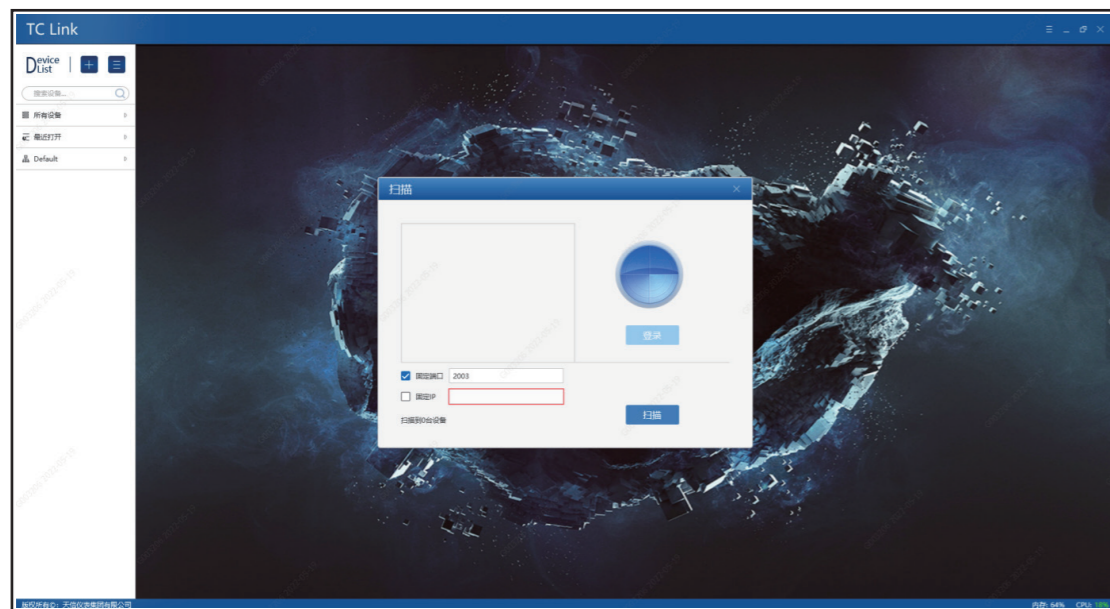 TC Link
Device List
搜索设备...
所有设备
最近打开
Default
扫描
登录
固定端口 2003
固定IP
扫描到0台设备
扫描
版权所有©：天信仪表集团有限公司
内存: 64% CPU: 18%